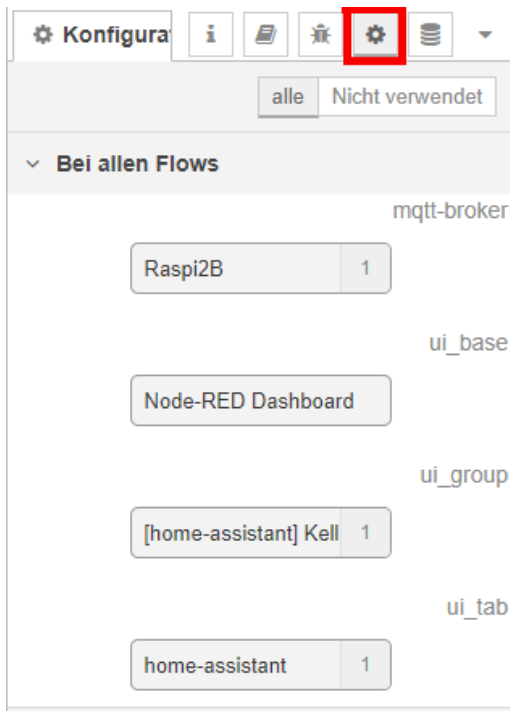 Konfigura
i
alle Nicht verwendet
Bei allen Flows
mqtt-broker
Raspi2B 1
ui_base
Node-RED Dashboard
ui_group
[home-assistant] Kell 1
ui_tab
home-assistant 1